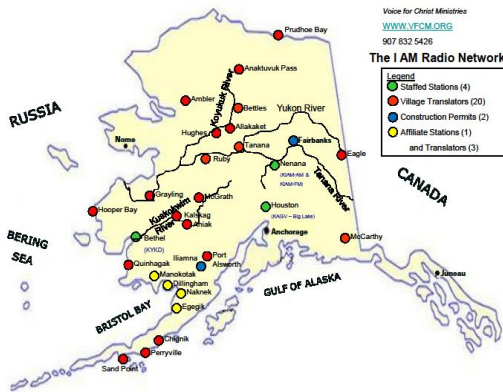 Voice for Christ Ministries
WWW.VFCM.ORG
907 832 5426
The I AM Radio Network
Legend
Staffed Stations (4)
Village Translators (20)
Construction Permits (2)
Affiliate Stations (1)
and Translators (3)
Prudhoe Bay
Anaktuvuk Pass
Koyukuk River
Ambler
Bettles
RUSSIA
Yukon River
Allakaket
Hughes
Nome
Tanana
Fairbanks
Eagle
Ruby
Nenana
(KIAM-AM & KIAM-FM)
Tanana River
CANADA
Grayling
McGrath
Houston
(KAGV – Big Lake)
Hooper Bay
Kuskokwim River
Kalskag
Aniak
Anchorage
Bethel
(KYKD)
McCarthy
BERING SEA
Quinhagak
Iliamna
Port Alsworth
Manokotak
Dillingham
Naknek
Egegik
Juneau
GULF OF ALASKA
BRISTOL BAY
Chignik
Perryville
Sand Point